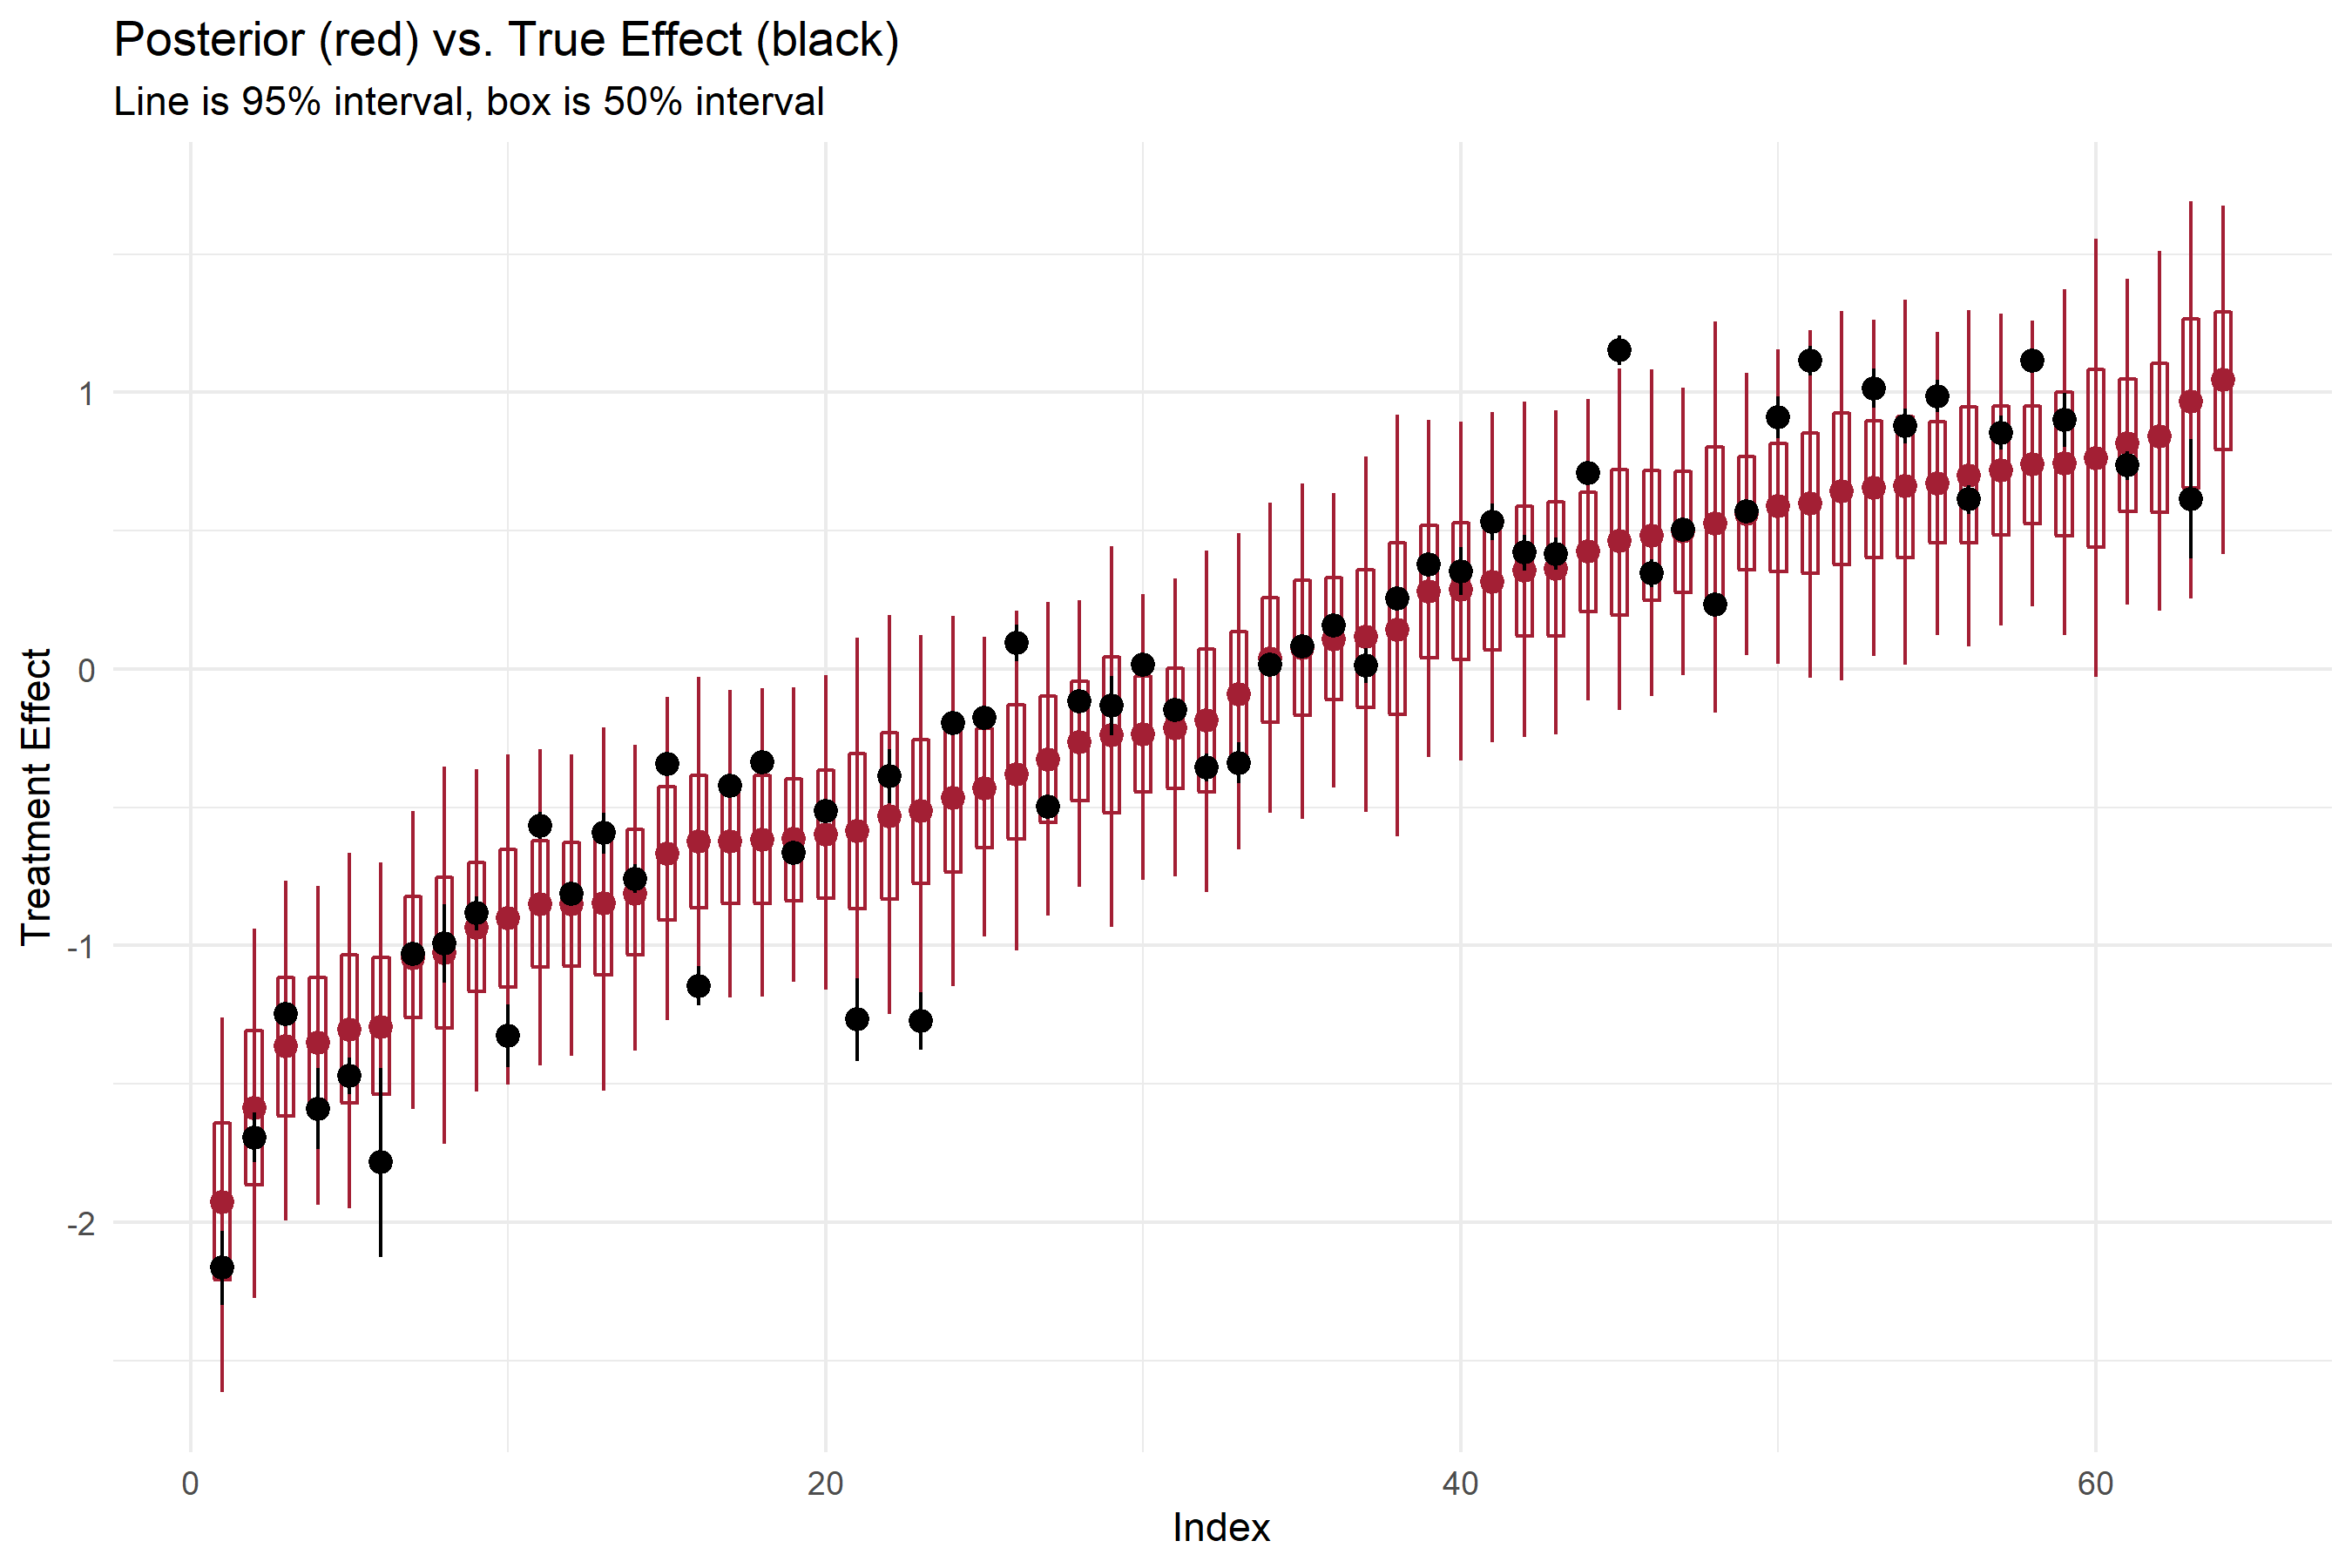 Posterior (red) vs. True Effect (black)
Line is 95% interval, box is 50% interval
Treatment Effect
1
0
-1
-2
0
20
40
60
Index